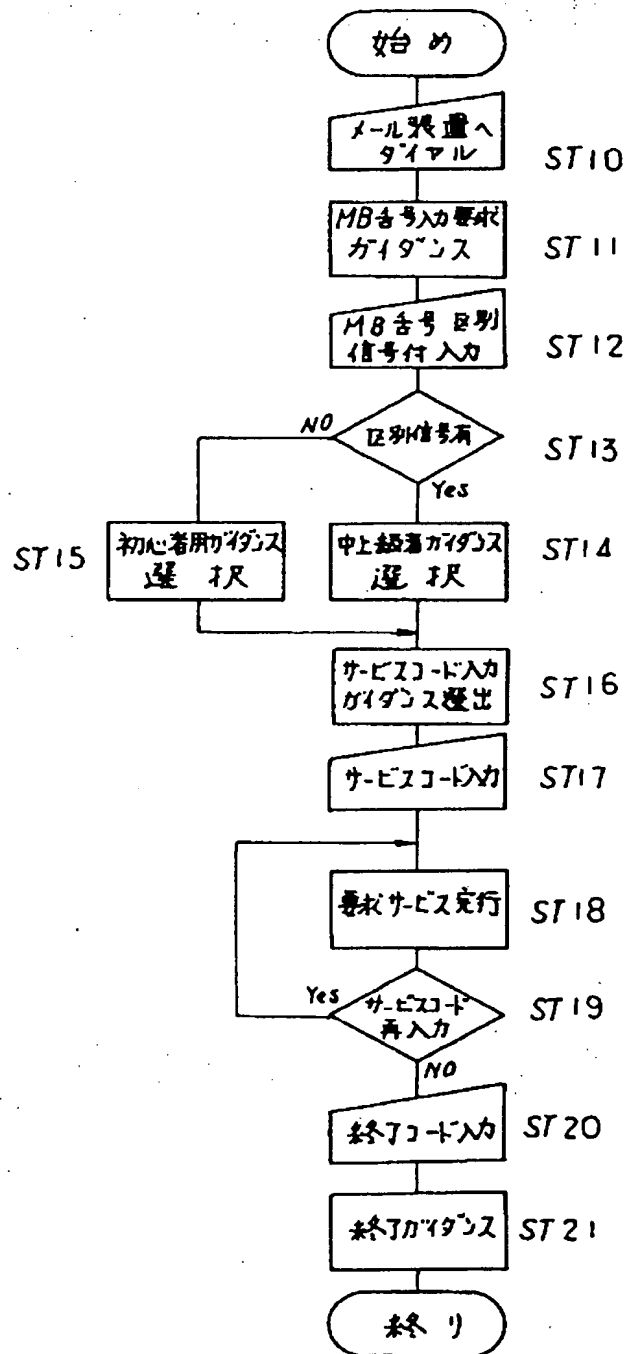 始め
メール装置へ
ダイヤル
ST10
MB番号入力要求
ガイダンス
ST11
MB番号区別
信号付入力
ST12
区別信号有
ST13
NO
Yes
初心者用ガイダンス
選択
ST15
中上級者ガイダンス
選択
ST14
サービスコード入力
ガイダンス選出
ST16
サービスコード入力
ST17
要求サービス実行
ST18
サービスコード
再入力
ST19
Yes
NO
終了コード入力
ST20
終了ガイダンス
ST21
終り